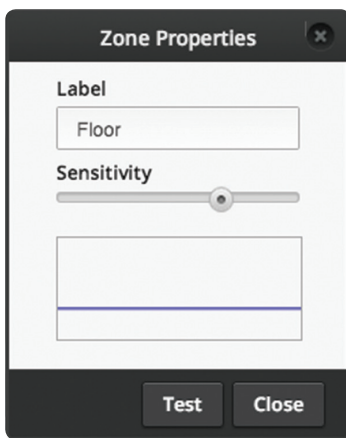 Zone Properties
Label
Floor
Sensitivity
Test Close